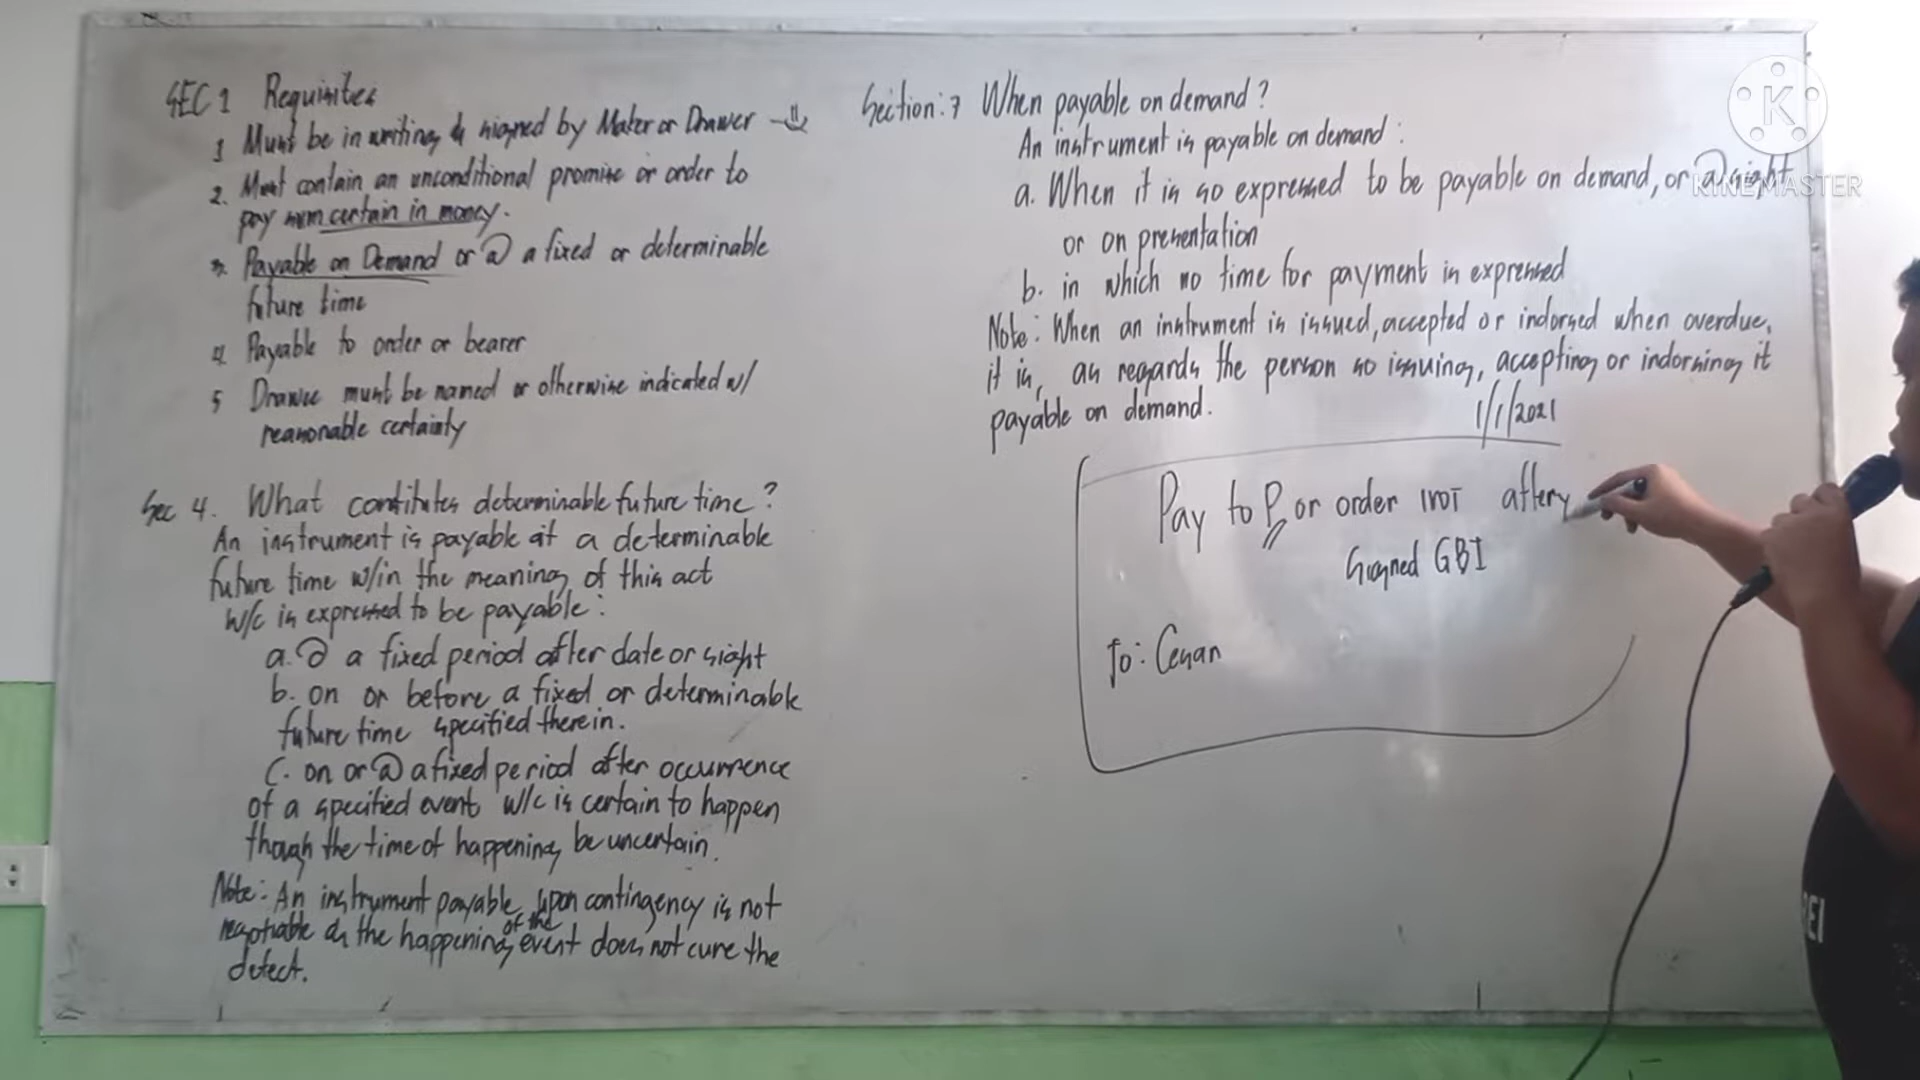 SEC 1 Requisites
1 Must be in writing & signed by Maker or Drawer
2. Must contain an unconditional promise or order to
pay sum certain in money.
3. Payable on Demand or @ a fixed or determinable
future time
4 Payable to order or bearer
5 Drawee must be named or otherwise indicated w/
reasonable certainty
Sec 4. What contitutes determinable future time?
An instrument is payable at a determinable
future time w/in the meaning of this act
w/c is expressed to be payable:
a. @ a fixed period after date or sight
b. on or before a fixed or determinable
future time specified therein.
C. on or @ a fixed period after occurrence
of a specified event w/c is certain to happen
though the time of happening be uncertain.
Note: An instrument payable upon contingency is not
negotiable & the happening of the event does not cure the
defect.
Section: 7 When payable on demand?
An instrument is payable on demand:
a. When it is so expressed to be payable on demand, or @ sight
or on presentation
b. in which no time for payment is expressed
Note: When an instrument is issued, accepted or indorsed when overdue,
it is, as regards the person so issuing, accepting or indorsing it
payable on demand.
1/1/2021
Pay to P or order
Signed GBI
To: Cesar
K
KINEMASTER
EI